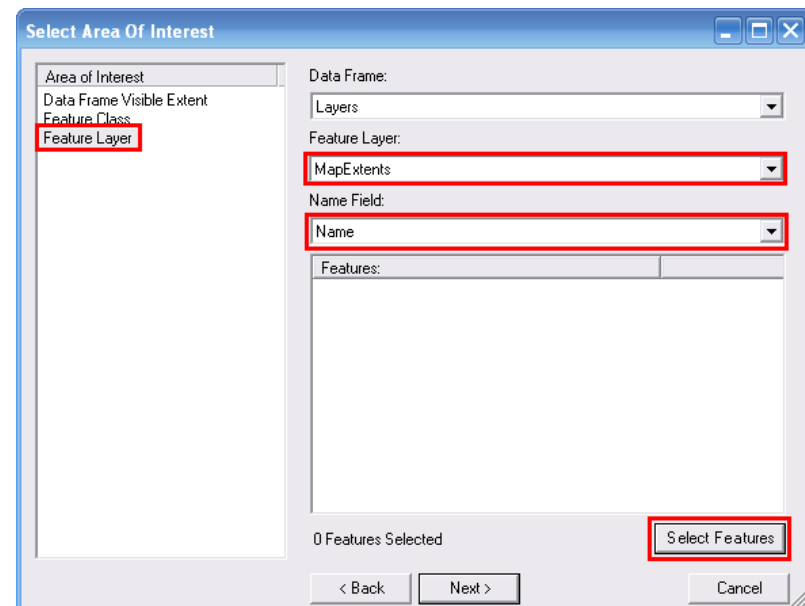 Select Area Of Interest
Area of Interest
Data Frame Visible Extent
Feature Class
Feature Layer
Data Frame:
Layers
Feature Layer:
MapExtents
Name Field:
Name
Features:
0 Features Selected
Select Features
< Back
Next >
Cancel